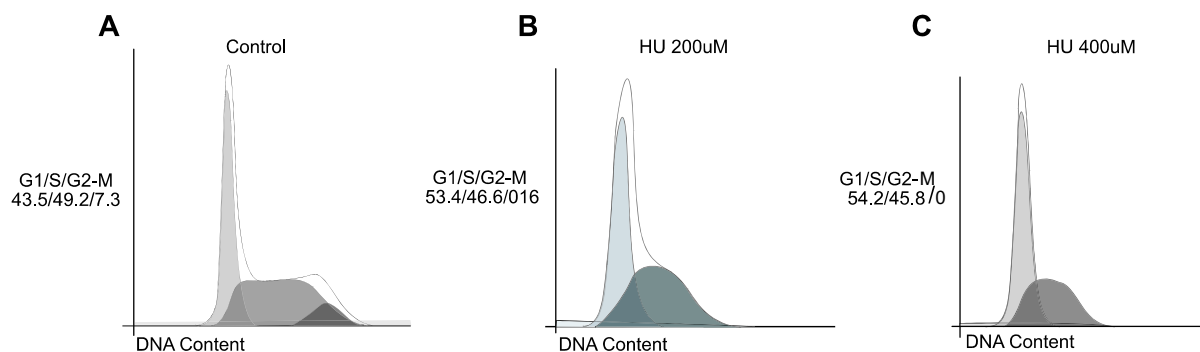 A
Control
G1/S/G2-M
43.5/49.2/7.3
DNA Content
B
HU 200uM
G1/S/G2-M
53.4/46.6/016
DNA Content
C
HU 400uM
G1/S/G2-M
54.2/45.8/0
DNA Content